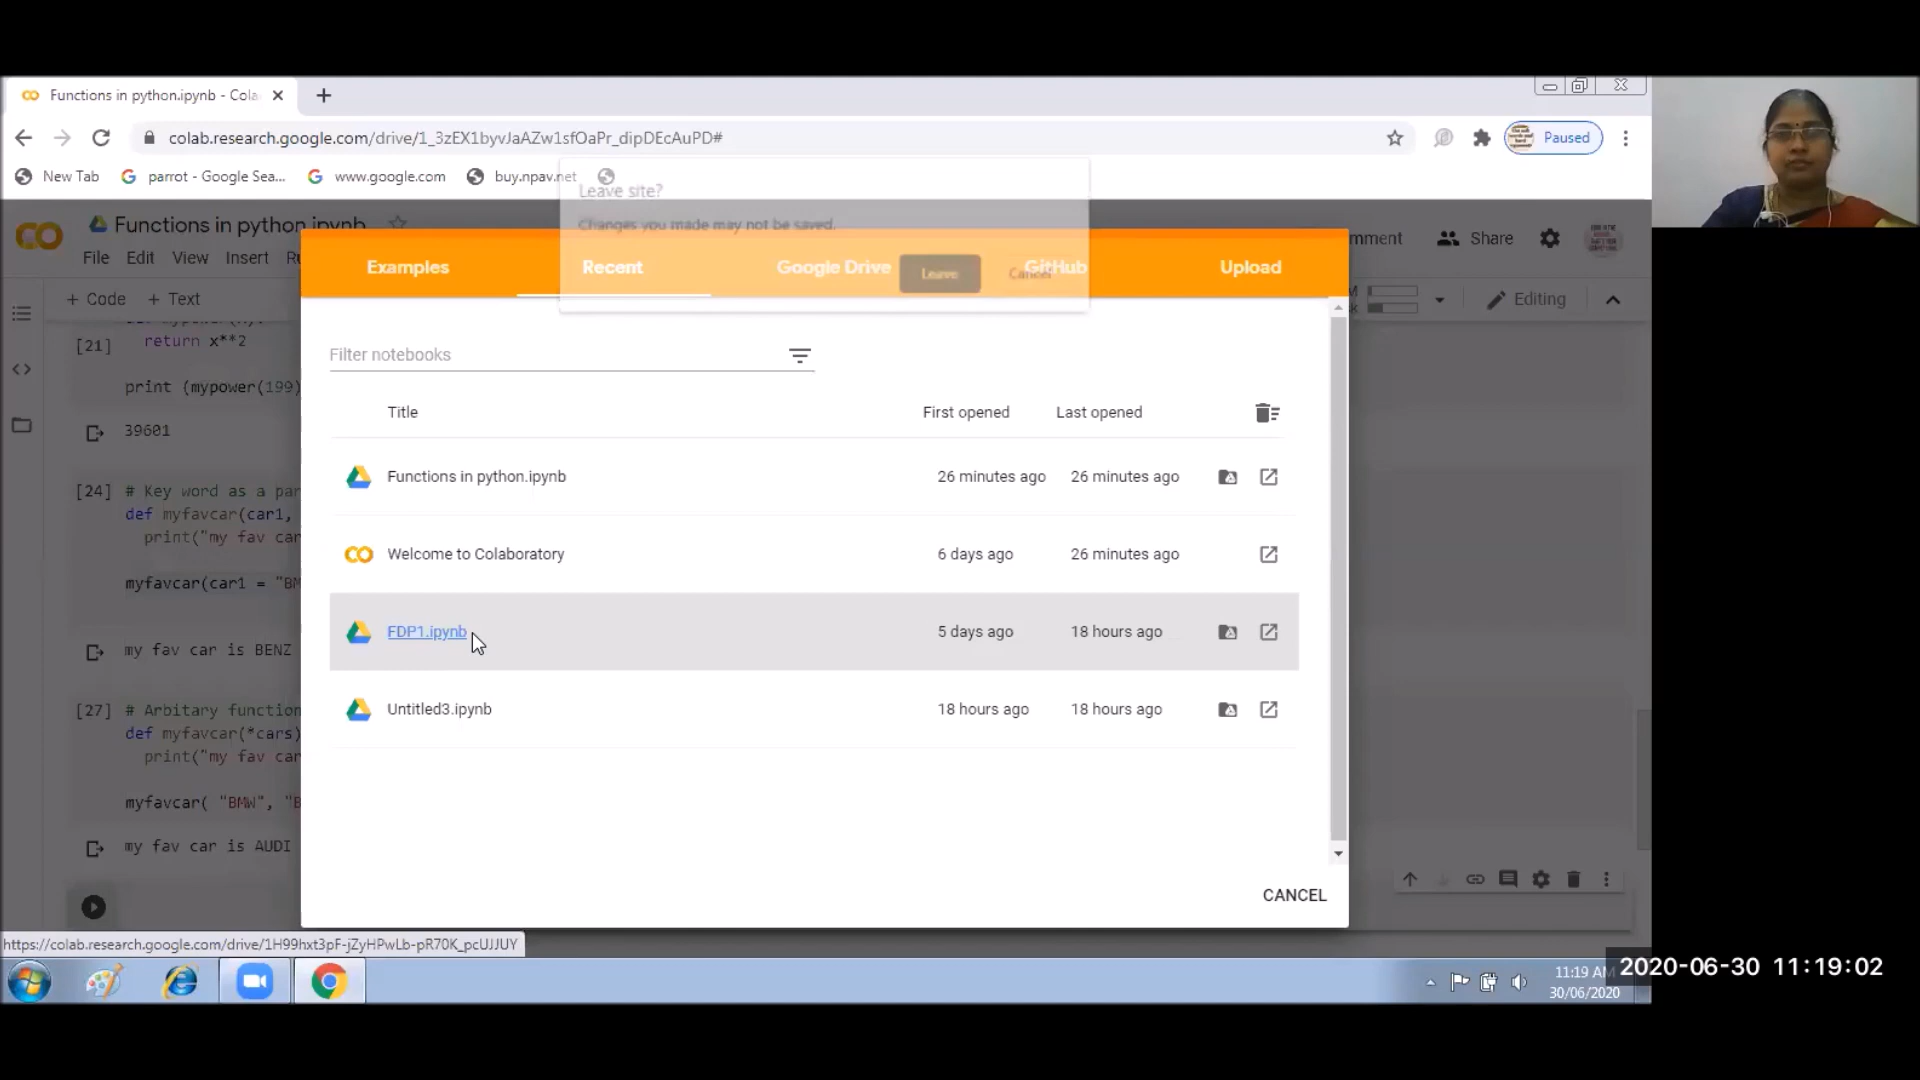 Functions in python.ipynb - Cola
colab.research.google.com/drive/1_3zEX1byvJaAZw1sfOaPr_dipDEcAuPD#
Paused
New Tab
parrot - Google Sea...
www.google.com
buy.npav.net
Leave site?
Changes you made may not be saved.
Leave
Cancel
Functions in python.ipynb
File Edit View Insert Ru
mment
Share
Examples
Recent
Google Drive
GitHub
Upload
+ Code + Text
Editing
[21]
return x**2
print (mypower(199)
39601
[24] # Key word as a par
def myfavcar(car1,
print("my fav car
myfavcar(car1 = "BM
my fav car is BENZ
[27] # Arbitary function
def myfavcar(*cars)
print("my fav car
myfavcar( "BMW", "B
my fav car is AUDI
Filter notebooks
Title First opened Last opened
Functions in python.ipynb 26 minutes ago 26 minutes ago
Welcome to Colaboratory 6 days ago 26 minutes ago
FDP1.ipynb 5 days ago 18 hours ago
Untitled3.ipynb 18 hours ago 18 hours ago
CANCEL
https://colab.research.google.com/drive/1H99hxt3pF-jZyHPwLb-pR70K_pcUJJUY
11:19 AM
30/06/2020
2020-06-30 11:19:02